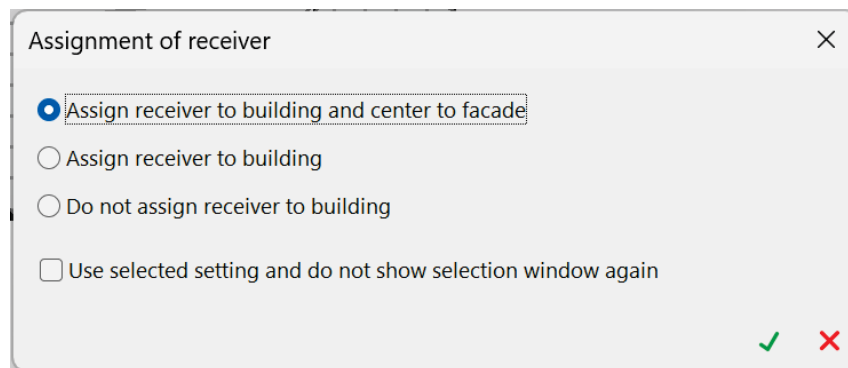 Assignment of receiver
Assign receiver to building and center to facade
Assign receiver to building
Do not assign receiver to building
Use selected setting and do not show selection window again